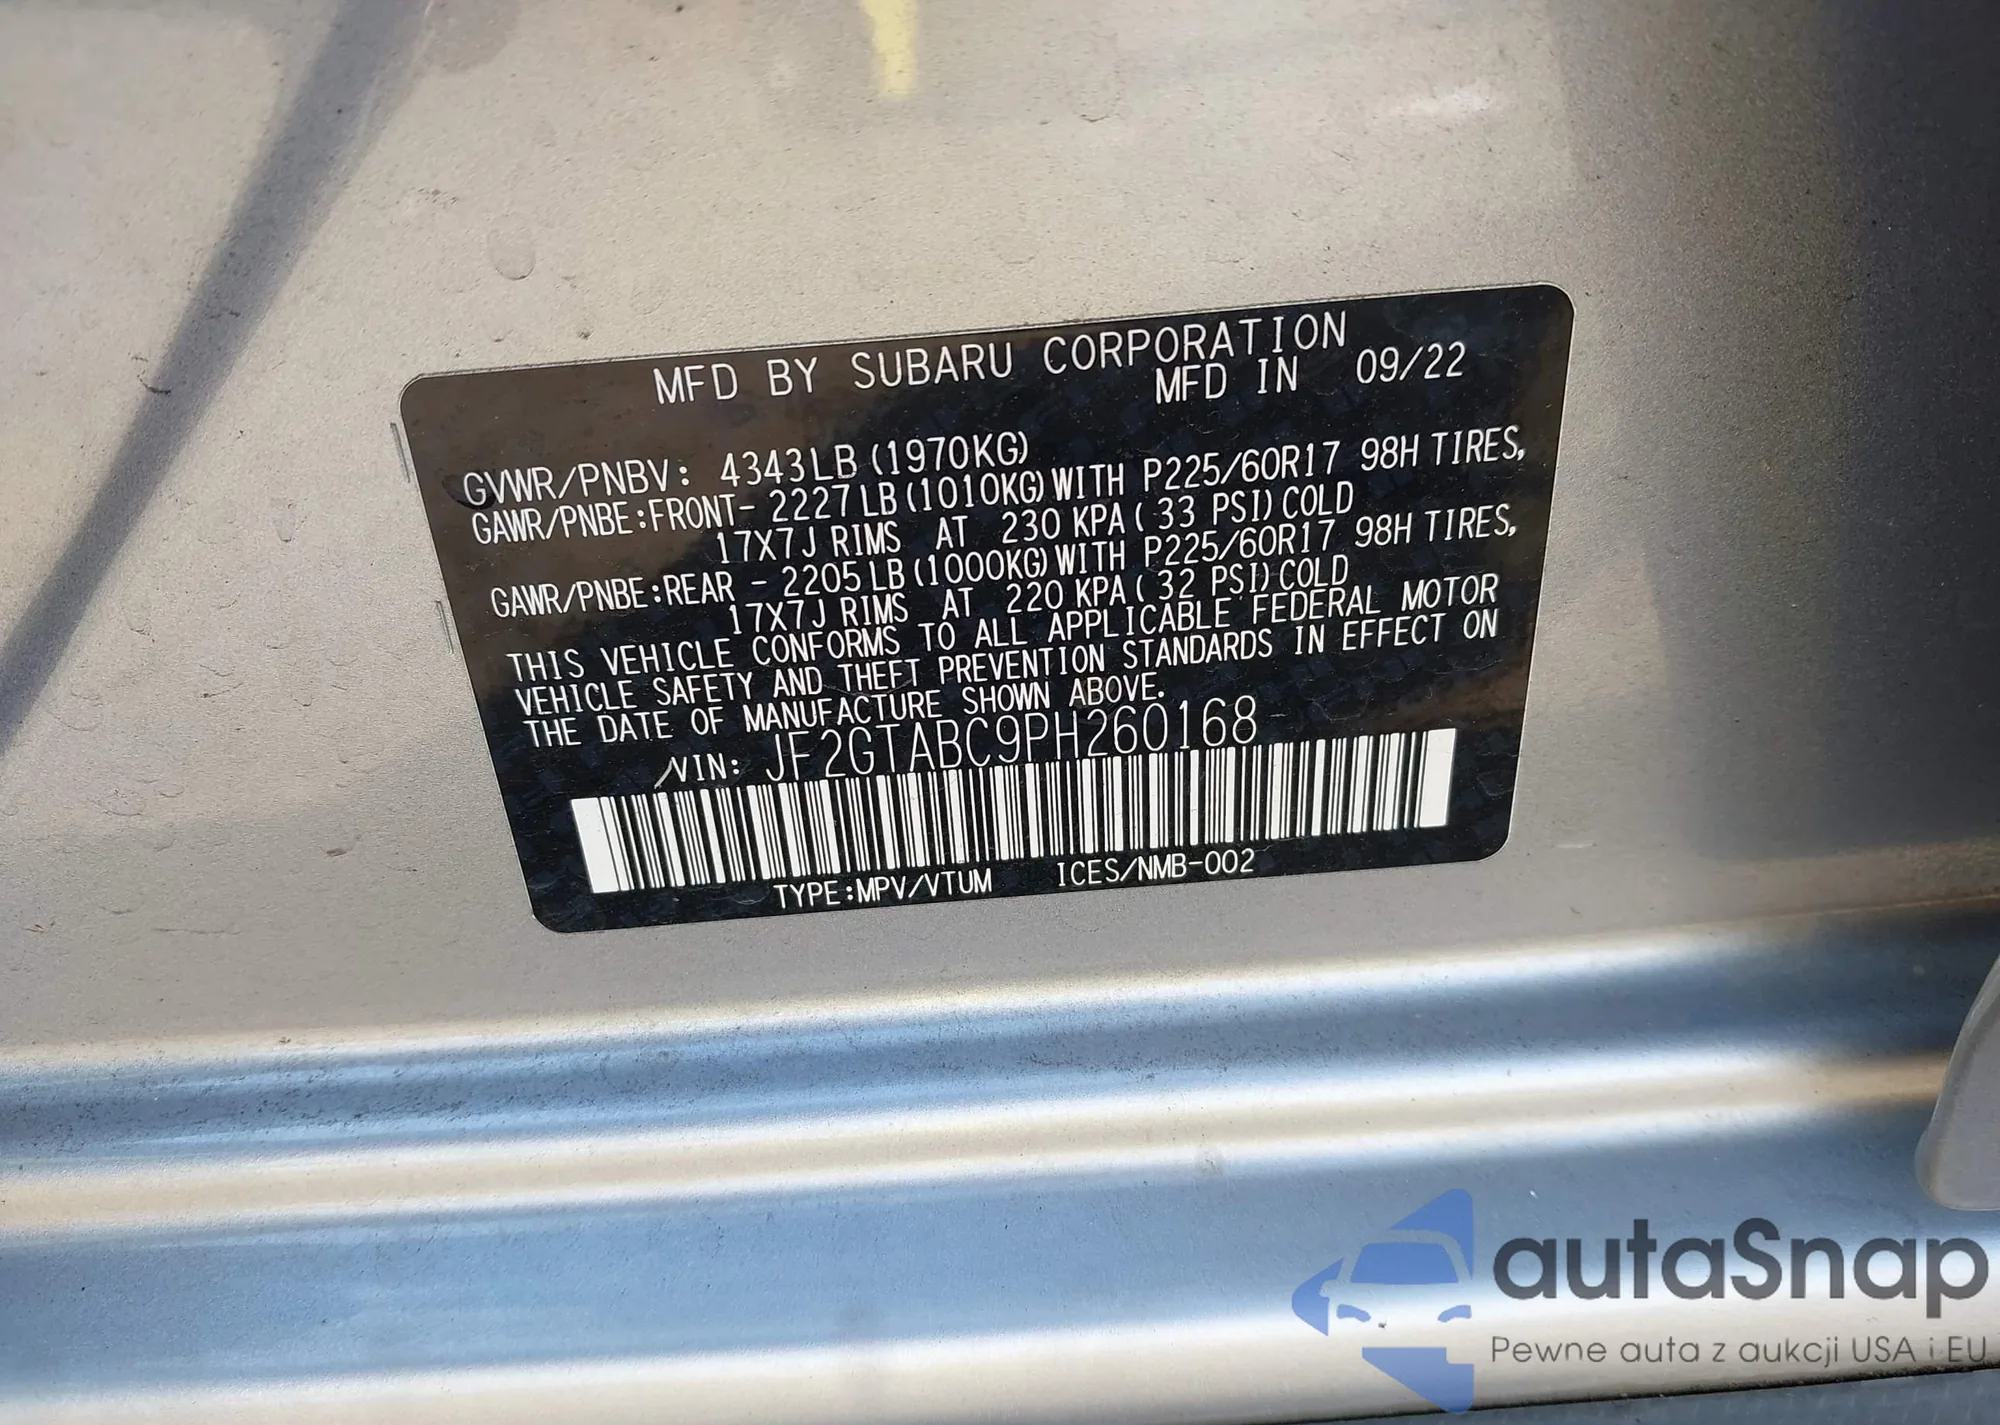 MFD BY SUBARU CORPORATION
MFD IN 09/22
GVWR/PNBV: 4343LB (1970KG)
GAWR/PNBE:FRONT- 2227LB (1010KG) WITH P225/60R17 98H TIRES,
17X7J RIMS AT 230 KPA ( 33 PSI) COLD
GAWR/PNBE:REAR - 2205LB (1000KG) WITH P225/60R17 98H TIRES,
17X7J RIMS AT 220 KPA ( 32 PSI) COLD
THIS VEHICLE CONFORMS TO ALL APPLICABLE FEDERAL MOTOR
VEHICLE SAFETY AND THEFT PREVENTION STANDARDS IN EFFECT ON
THE DATE OF MANUFACTURE SHOWN ABOVE.
VIN: JF2GTABC9PH260168
TYPE:MPV/VTUM ICES/NMB-002
autaSnap
Pewne auta z aukcji USA i EU